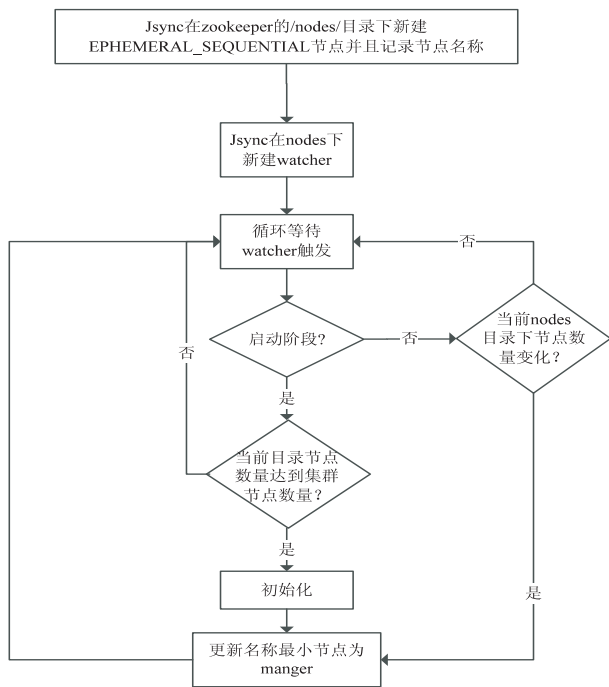 Jsync在zookeeper的/nodes/目录下新建
EPHEMERAL_SEQUENTIAL节点并且记录节点名称
Jsync在nodes下
新建watcher
循环等待
watcher触发
否
启动阶段?
否
当前nodes
目录下节点数
量变化？
否
是
当前目录节点
数量达到集群
节点数量？
是
初始化
是
更新名称最小节点为
manger